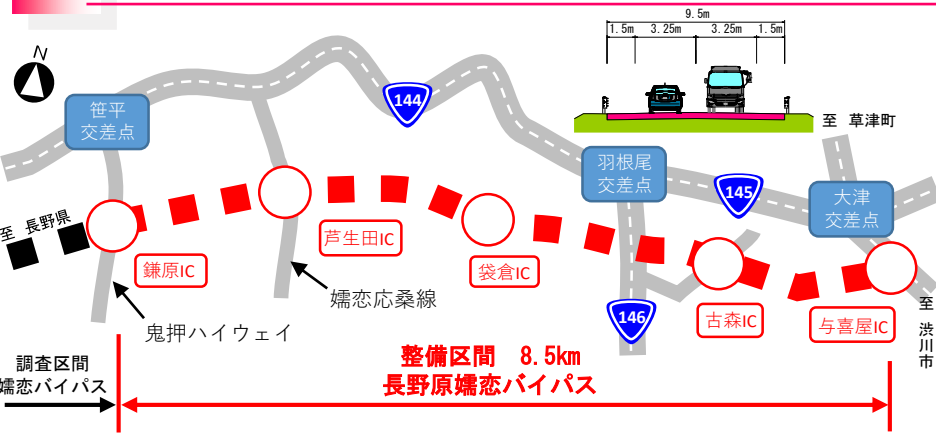 9.5m
1.5m 3.25m 3.25m 1.5m
N
144
笹平
交差点
至 草津町
羽根尾
交差点
145
大津
交差点
至 長野県
鎌原IC
芦生田IC
袋倉IC
古森IC
与喜屋IC
146
嬬恋応桑線
鬼押ハイウェイ
至 渋川市
調査区間
嬬恋バイパス
整備区間 8.5km
長野原嬬恋バイパス